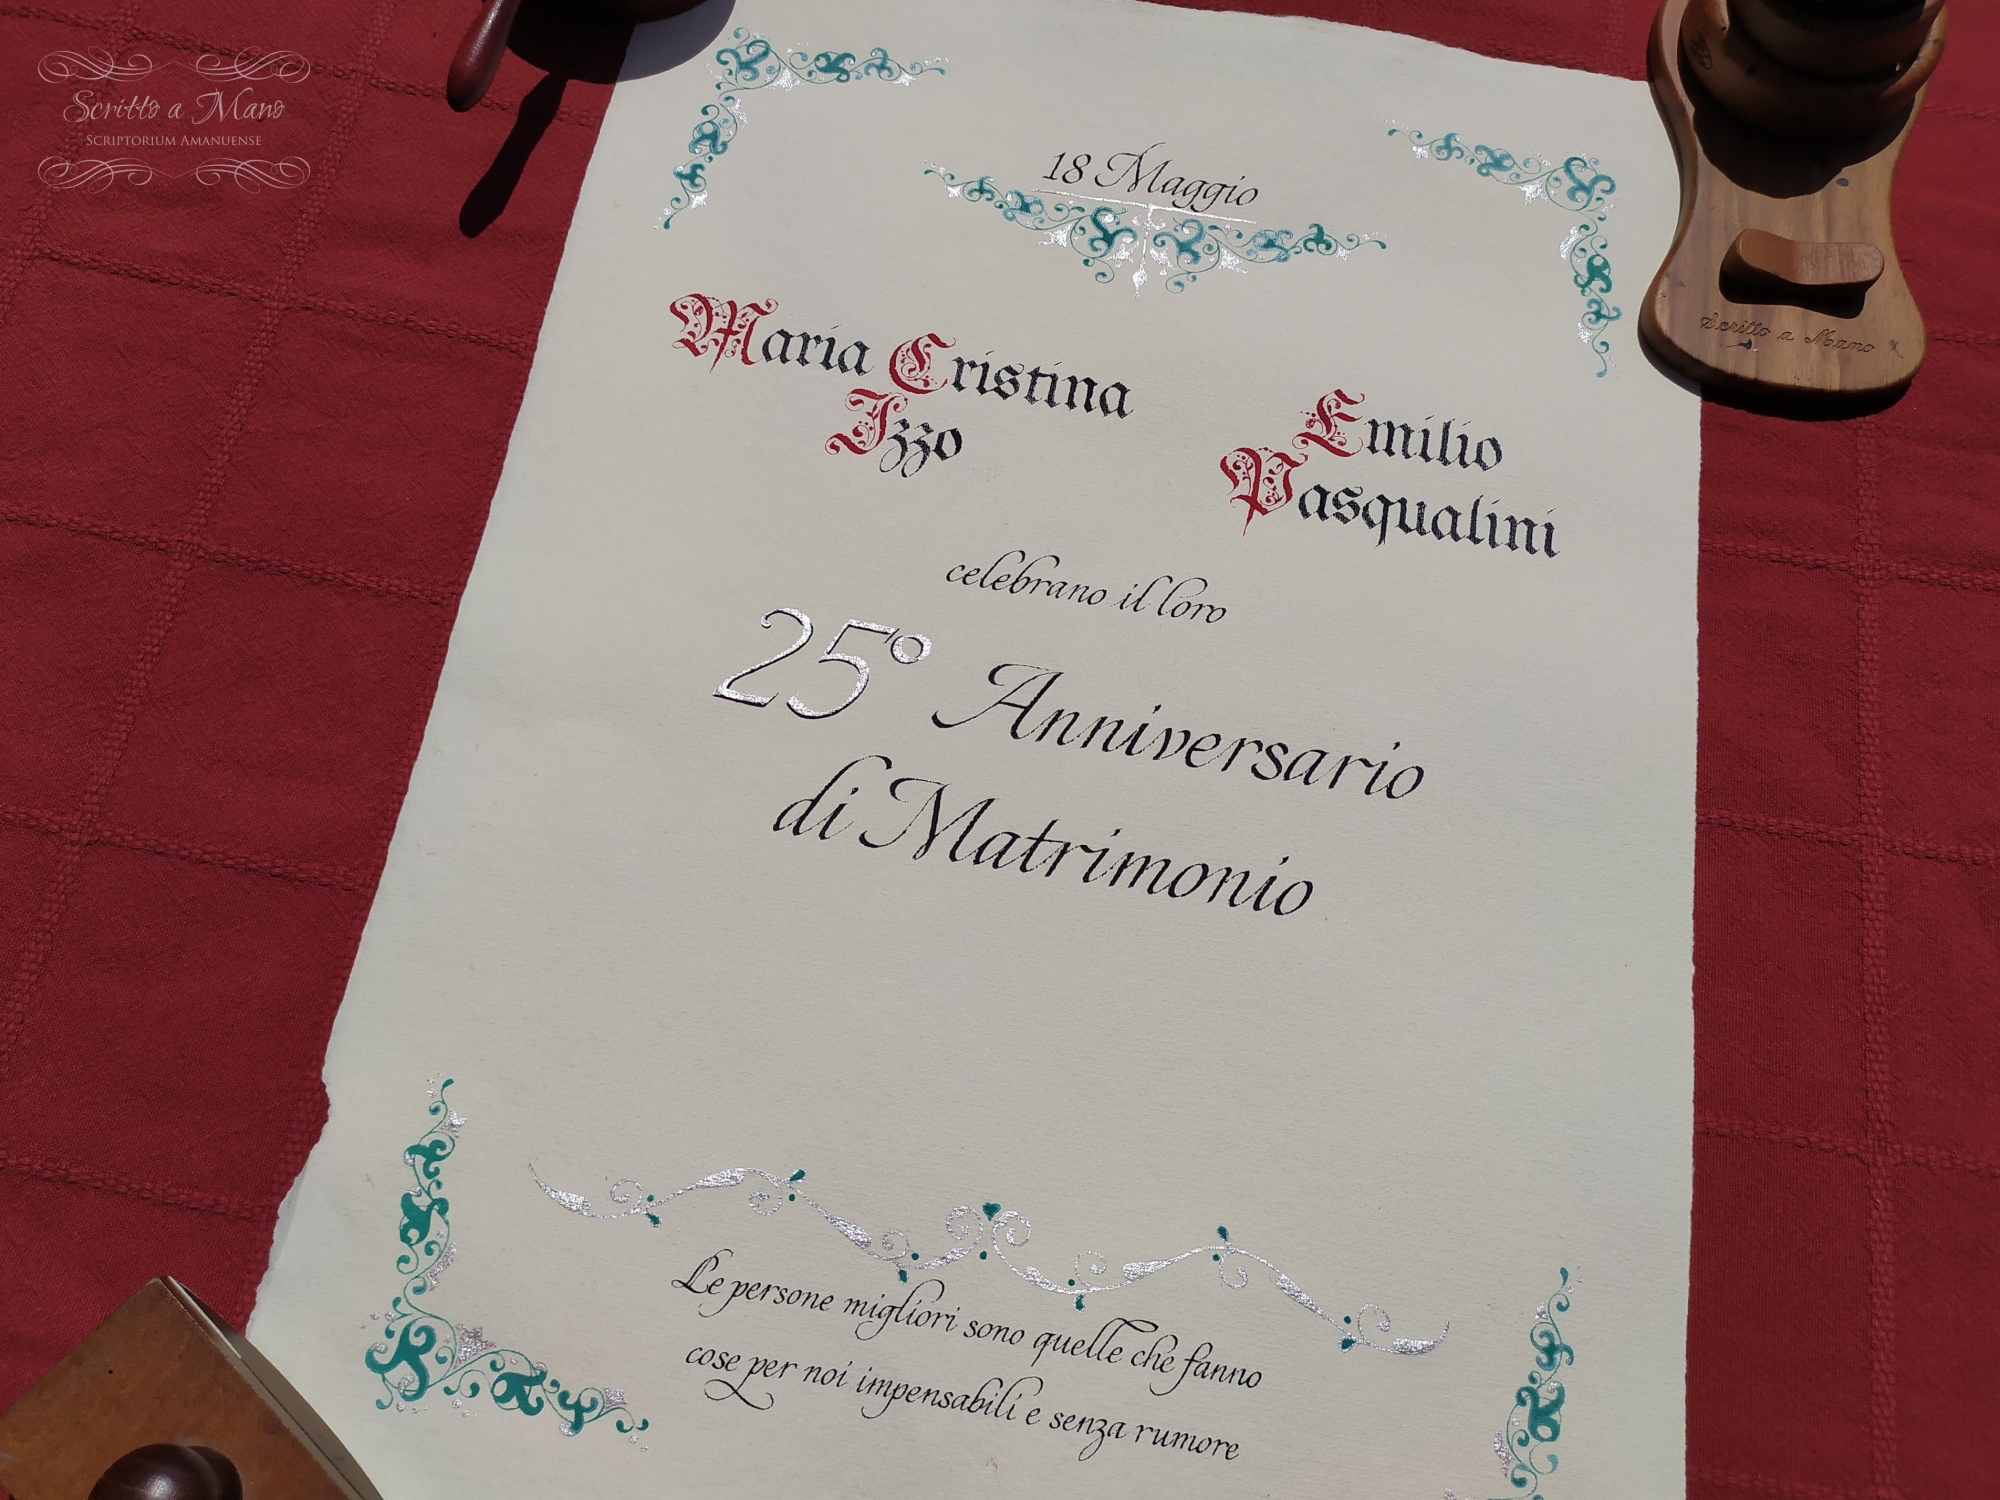 Scritto a Mano
Scriptorium Amanuense
18 Maggio
Maria Cristina
Izzo
Emilio
Pasqualini
celebrano il loro
25° Anniversario
di Matrimonio
Le persone migliori sono quelle che fanno
cose per noi impensabili e senza rumore
Scritto a Mano